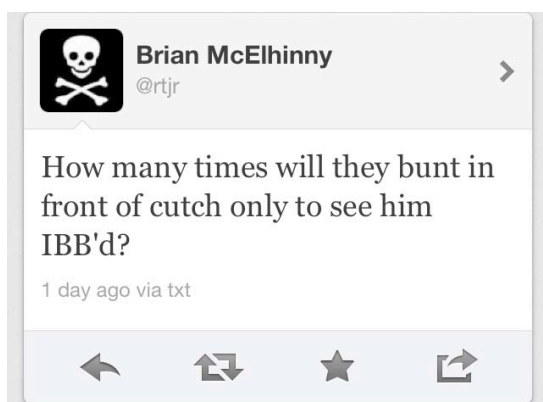 Brian McElhinny
@rtjr
How many times will they bunt in
front of cutch only to see him
IBB'd?
1 day ago via txt